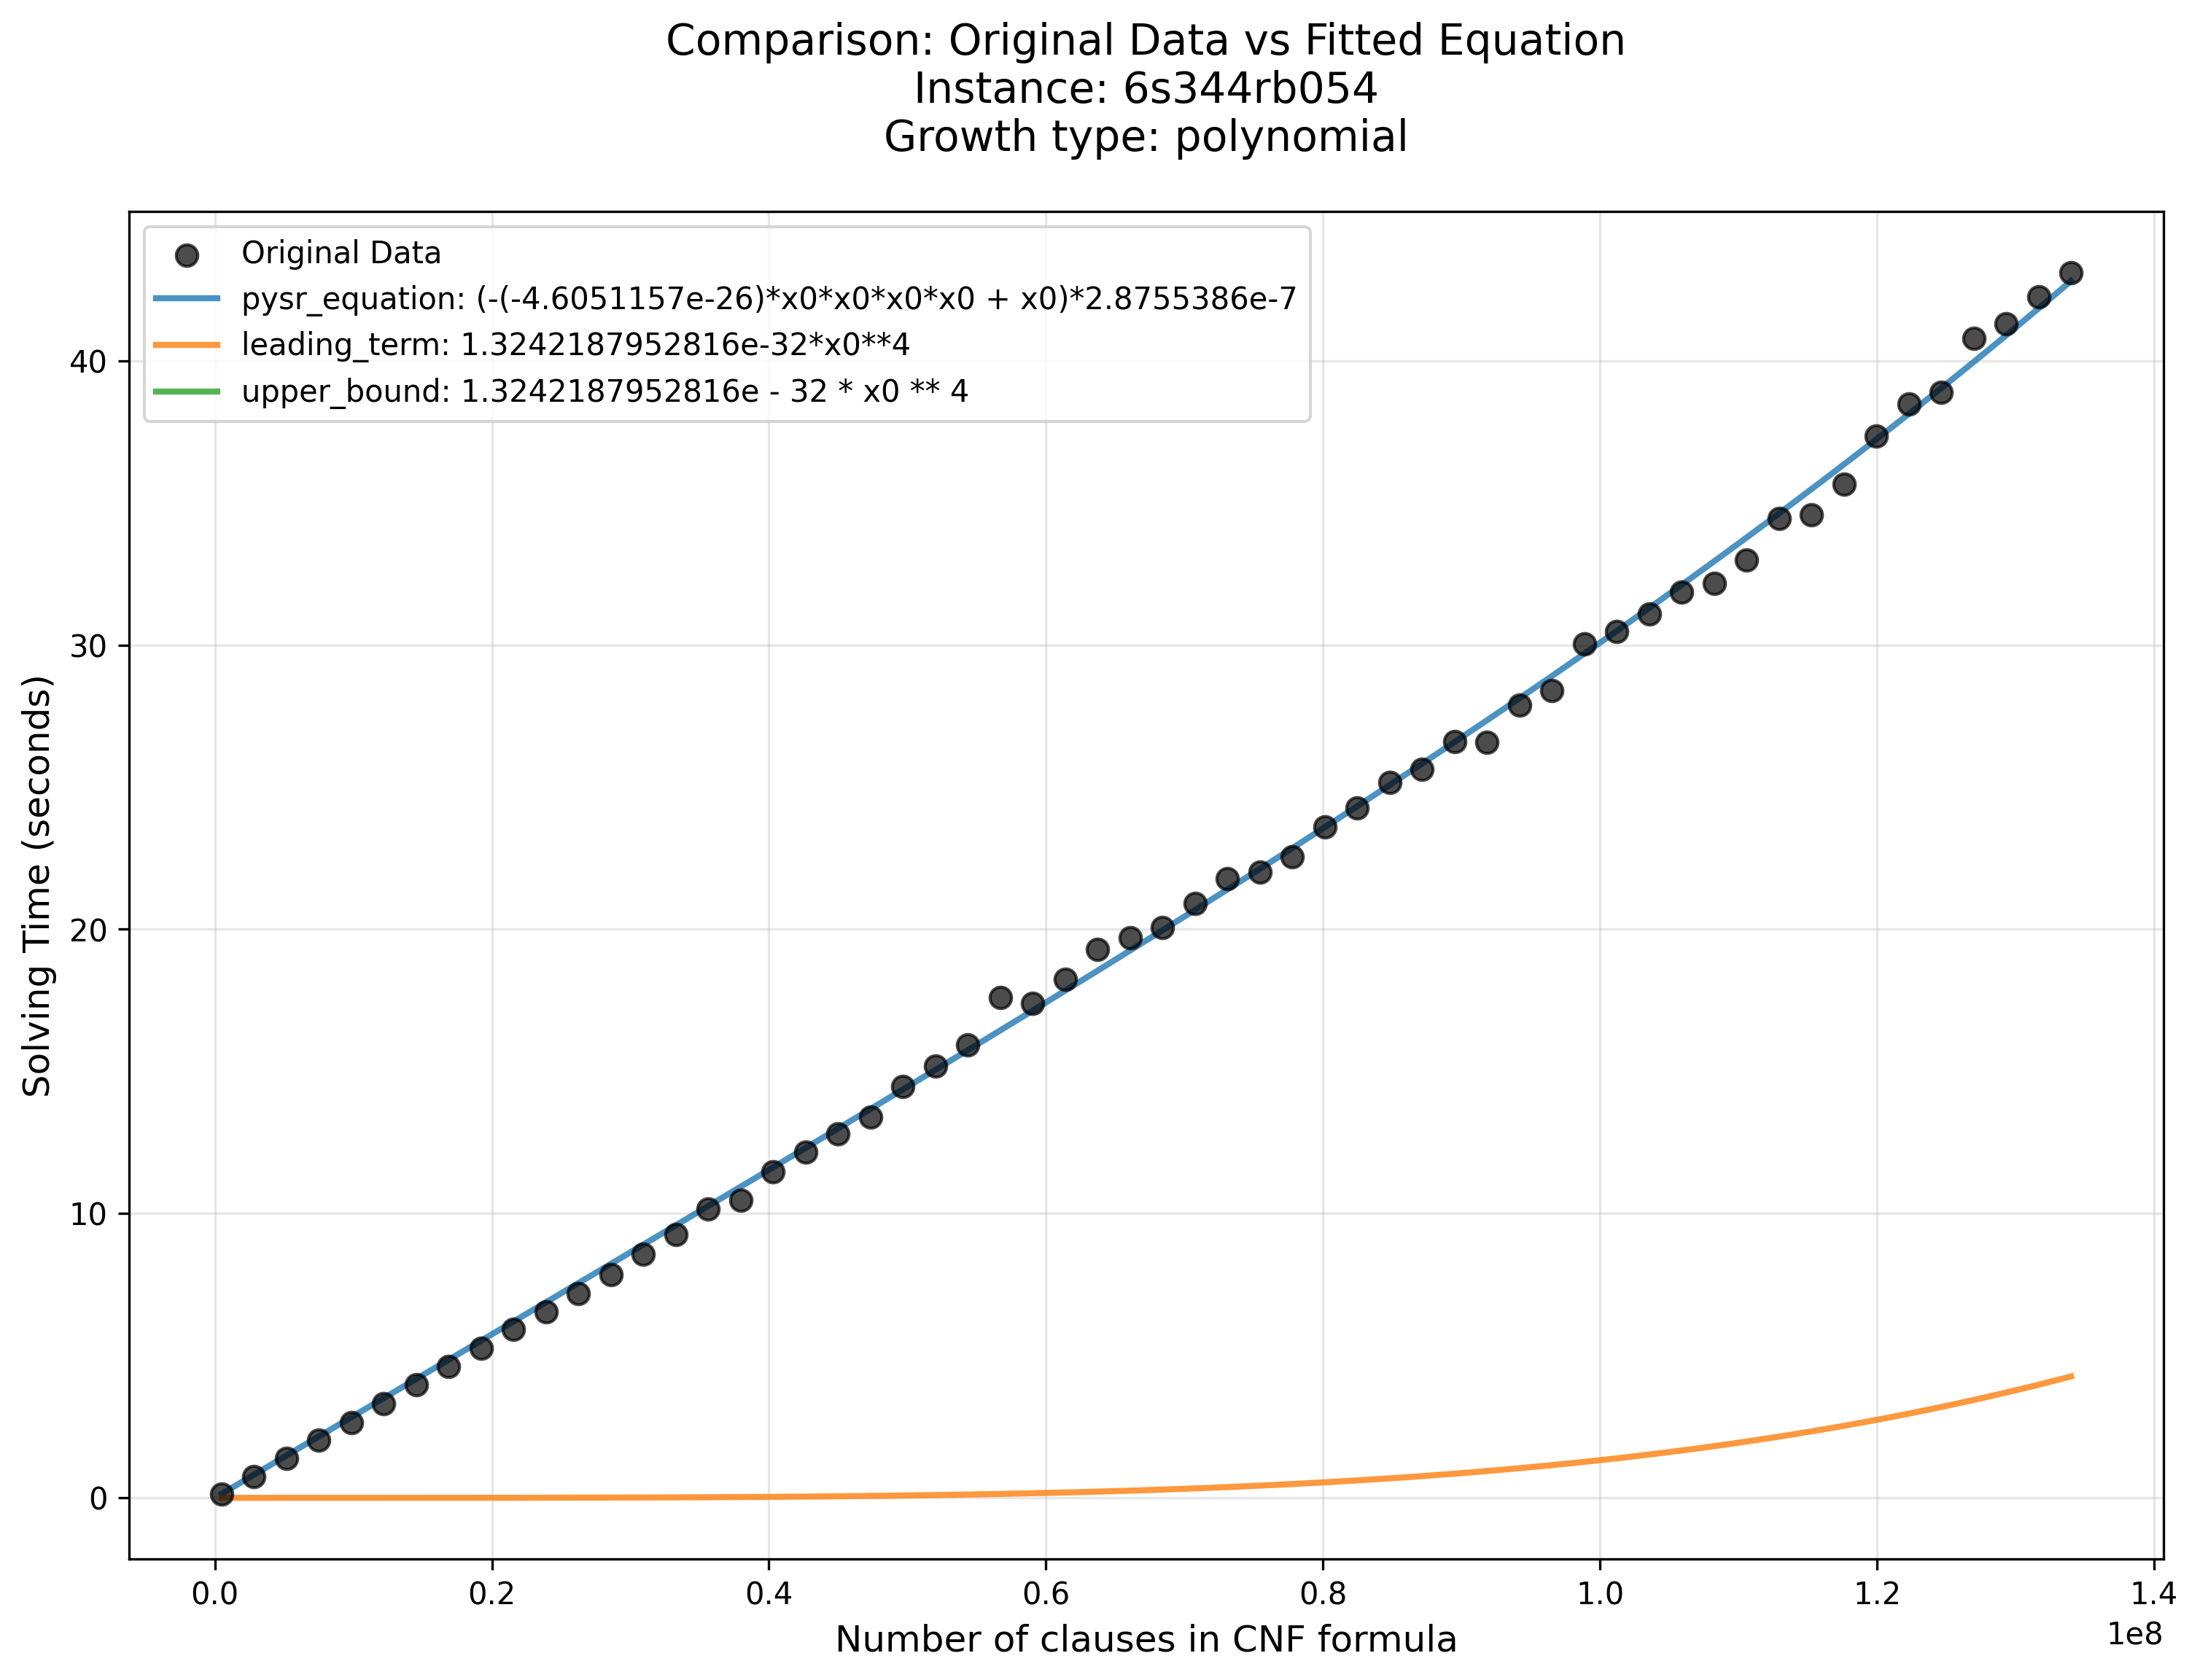 Comparison: Original Data vs Fitted Equation
Instance: 6s344rb054
Growth type: polynomial
Original Data
pysr_equation: (-(-4.6051157e-26)*x0*x0*x0*x0 + x0)*2.8755386e-7
leading_term: 1.3242187952816e-32*x0**4
upper_bound: 1.3242187952816e - 32 * x0 ** 4
Solving Time (seconds)
40
30
20
10
0
0.0 0.2 0.4 0.6 0.8 1.0 1.2 1.4
1e8
Number of clauses in CNF formula